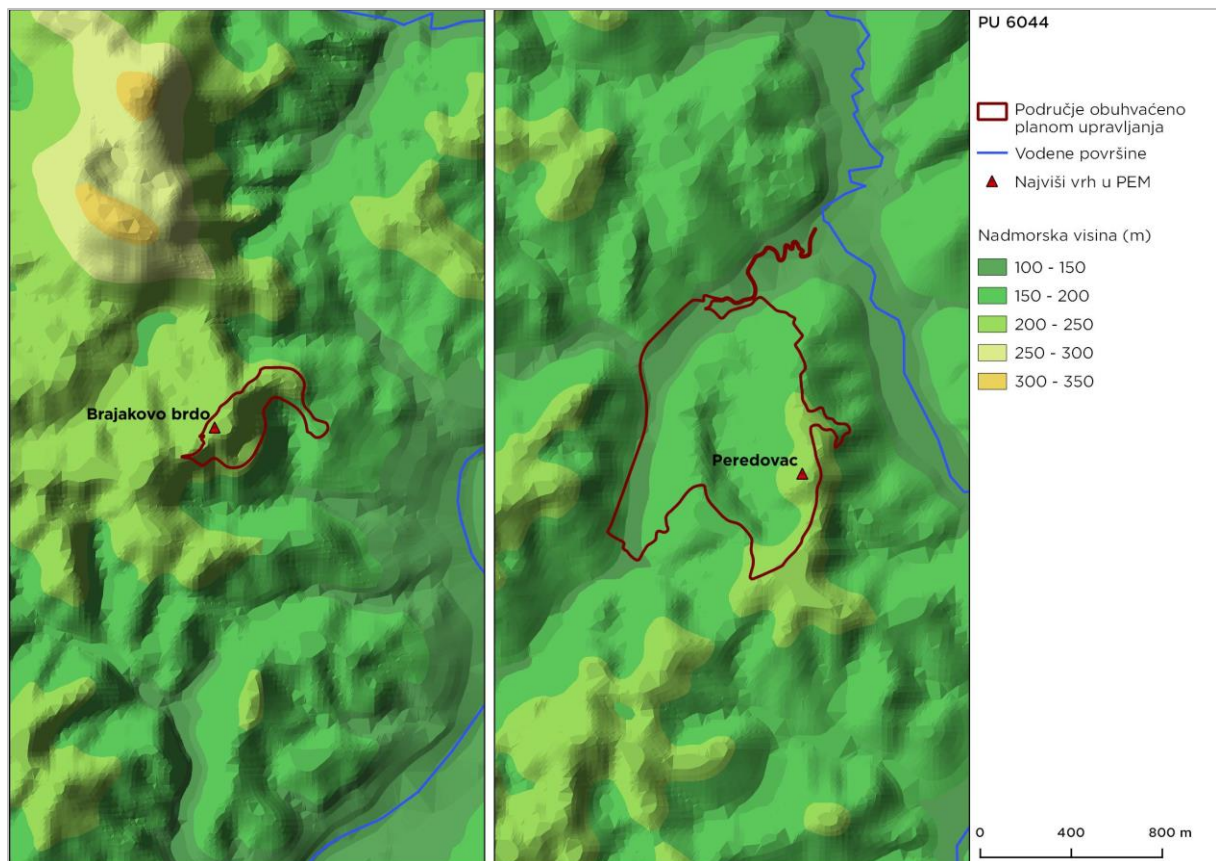 PU 6044
Područje obuhvaćeno
planom upravljanja
Vodene površine
Najviši vrh u PEM
Nadmorska visina (m)
100 - 150
150 - 200
200 - 250
250 - 300
300 - 350
Brajakovo brdo
Peredovac
0 400 800 m